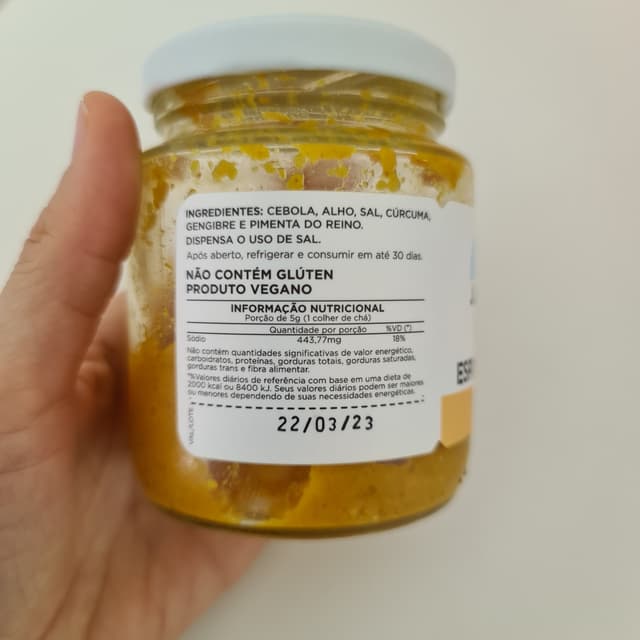 INGREDIENTES: CEBOLA, ALHO, SAL, CÚRCUMA,
GENGIBRE E PIMENTA DO REINO.
DISPENSA O USO DE SAL.
Após aberto, refrigerar e consumir em até 30 dias.
NÃO CONTÉM GLÚTEN
PRODUTO VEGANO
INFORMAÇÃO NUTRICIONAL
Porção de 5g (1 colher de chá)
Quantidade por porção %VD (*)
Sódio 443,77mg 18%
Não contém quantidades significativas de valor energético,
carboidratos, proteínas, gorduras totais, gorduras saturadas,
gorduras trans e fibra alimentar.
*%Valores diários de referência com base em uma dieta de
2000 kcal ou 8400 kJ. Seus valores diários podem ser maiores
ou menores dependendo de suas necessidades energéticas.
VAL/LOTE
22/03/23